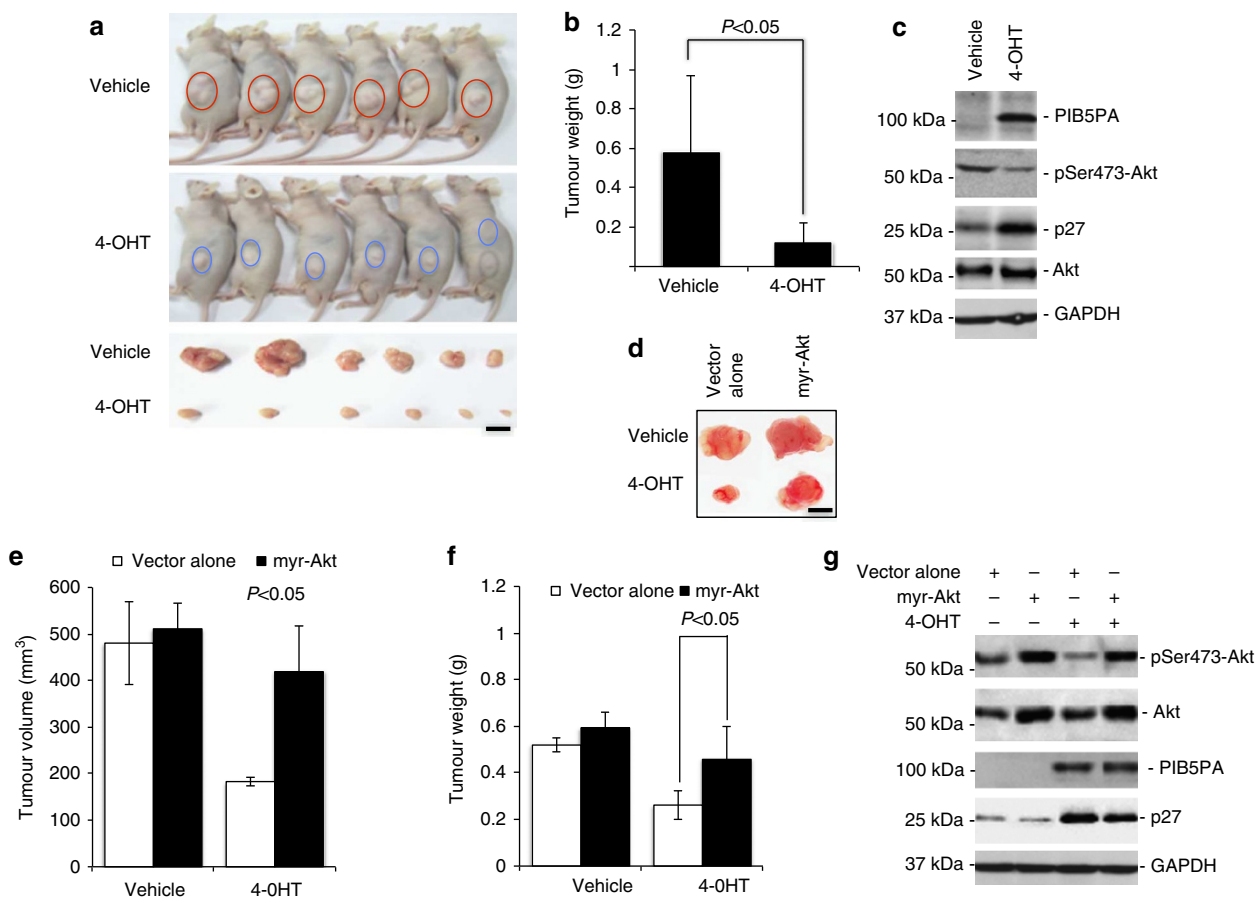 a
Vehicle
4-OHT
Vehicle
4-OHT
b
P<0.05
Tumour weight (g)
1.2
1
0.8
0.6
0.4
0.2
0
Vehicle
4-OHT
c
Vehicle
4-OHT
100 kDa - - PIB5PA
50 kDa - - pSer473-Akt
25 kDa - - p27
50 kDa - - Akt
37 kDa - - GAPDH
d
Vector
alone
myr-Akt
Vehicle
4-OHT
e
Vector alone
myr-Akt
P<0.05
Tumour volume (mm³)
600
500
400
300
200
100
0
Vehicle
4-0HT
f
Vector alone
myr-Akt
P<0.05
Tumour weight (g)
1.2
1
0.8
0.6
0.4
0.2
0
Vehicle
4-0HT
g
Vector alone + – + –
myr-Akt – + – +
4-OHT – – + +
50 kDa - - pSer473-Akt
50 kDa - - Akt
100 kDa - - PIB5PA
25 kDa - - p27
37 kDa - - GAPDH